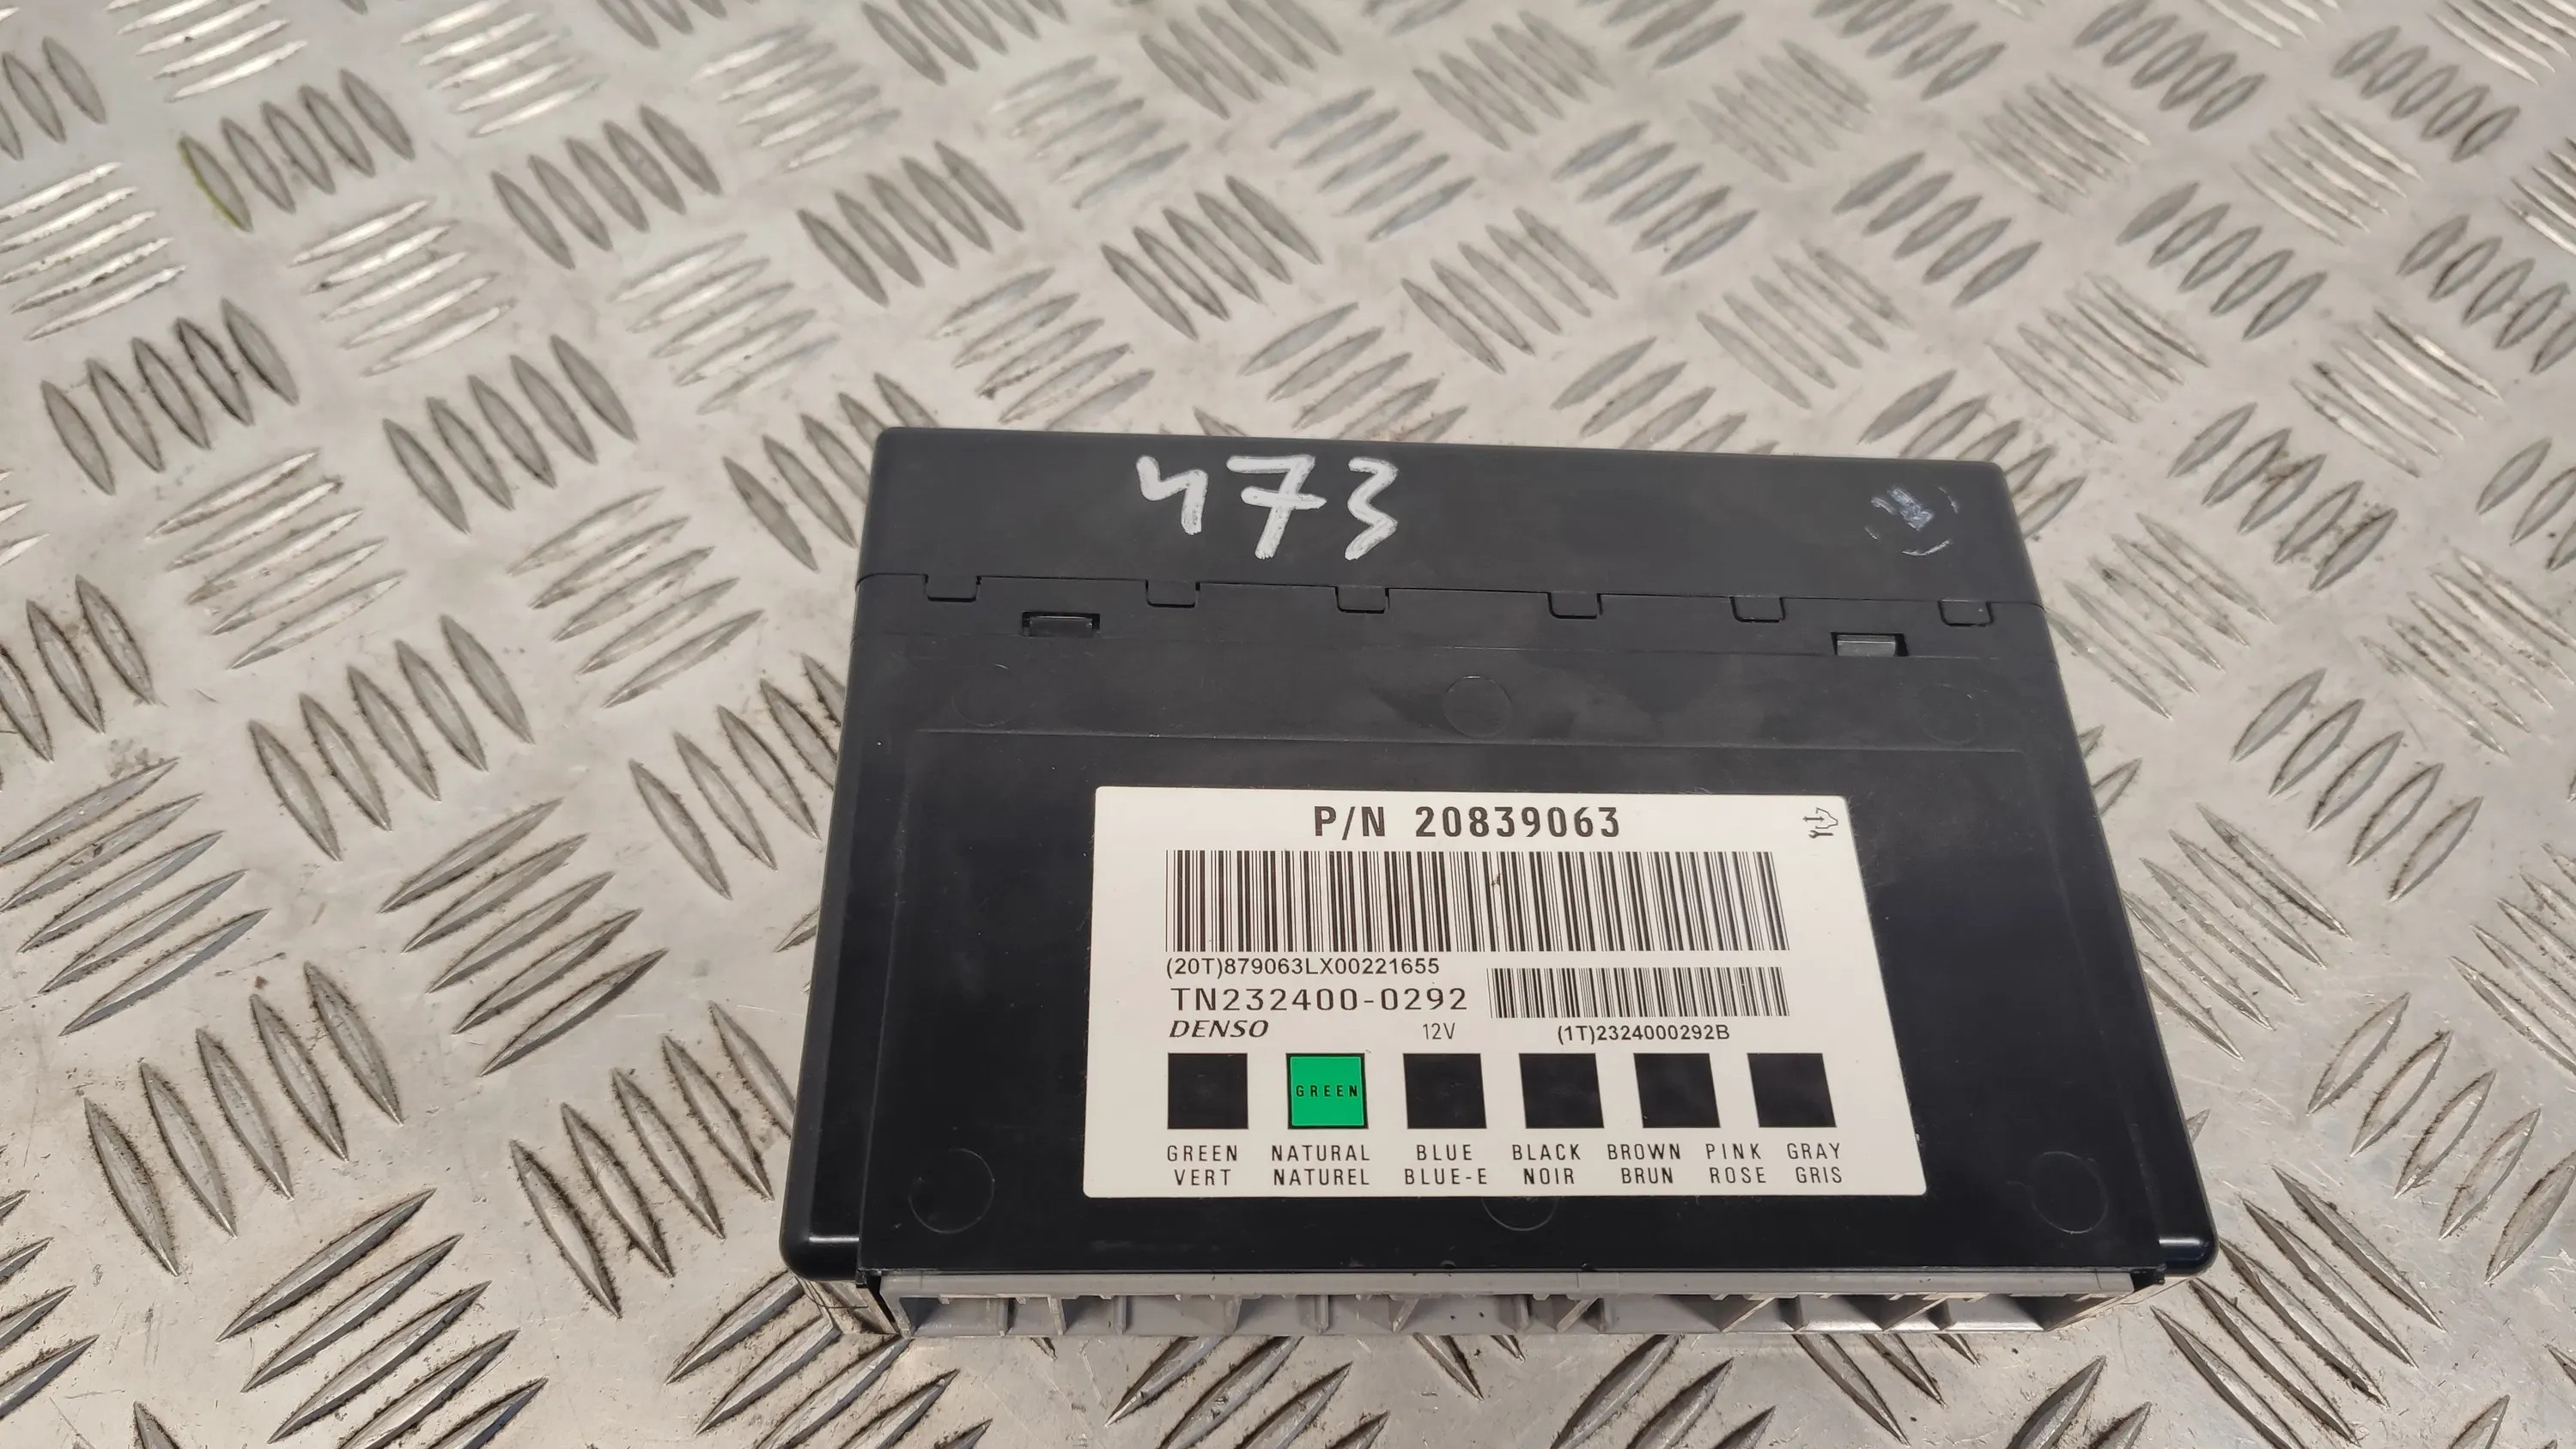 473
P/N 20839063
(20T)879063LX00221655
TN232400-0292
DENSO 12V (1T)2324000292B
GREEN
GREEN NATURAL BLUE BLACK BROWN PINK GRAY
VERT NATUREL BLUE-E NOIR BRUN ROSE GRIS